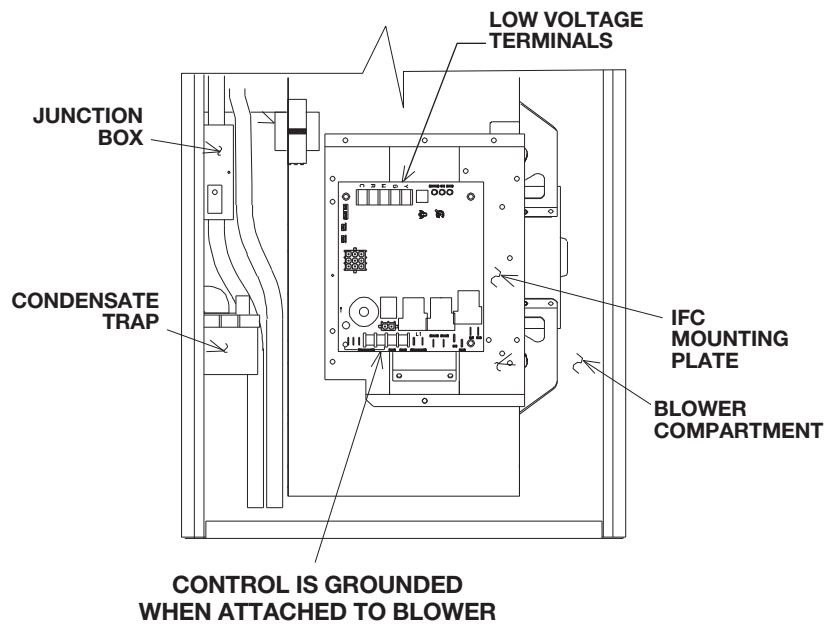 LOW VOLTAGE
TERMINALS
JUNCTION
BOX
C R W G Y
CONDENSATE
TRAP
L1
IFC
MOUNTING
PLATE
BLOWER
COMPARTMENT
CONTROL IS GROUNDED
WHEN ATTACHED TO BLOWER